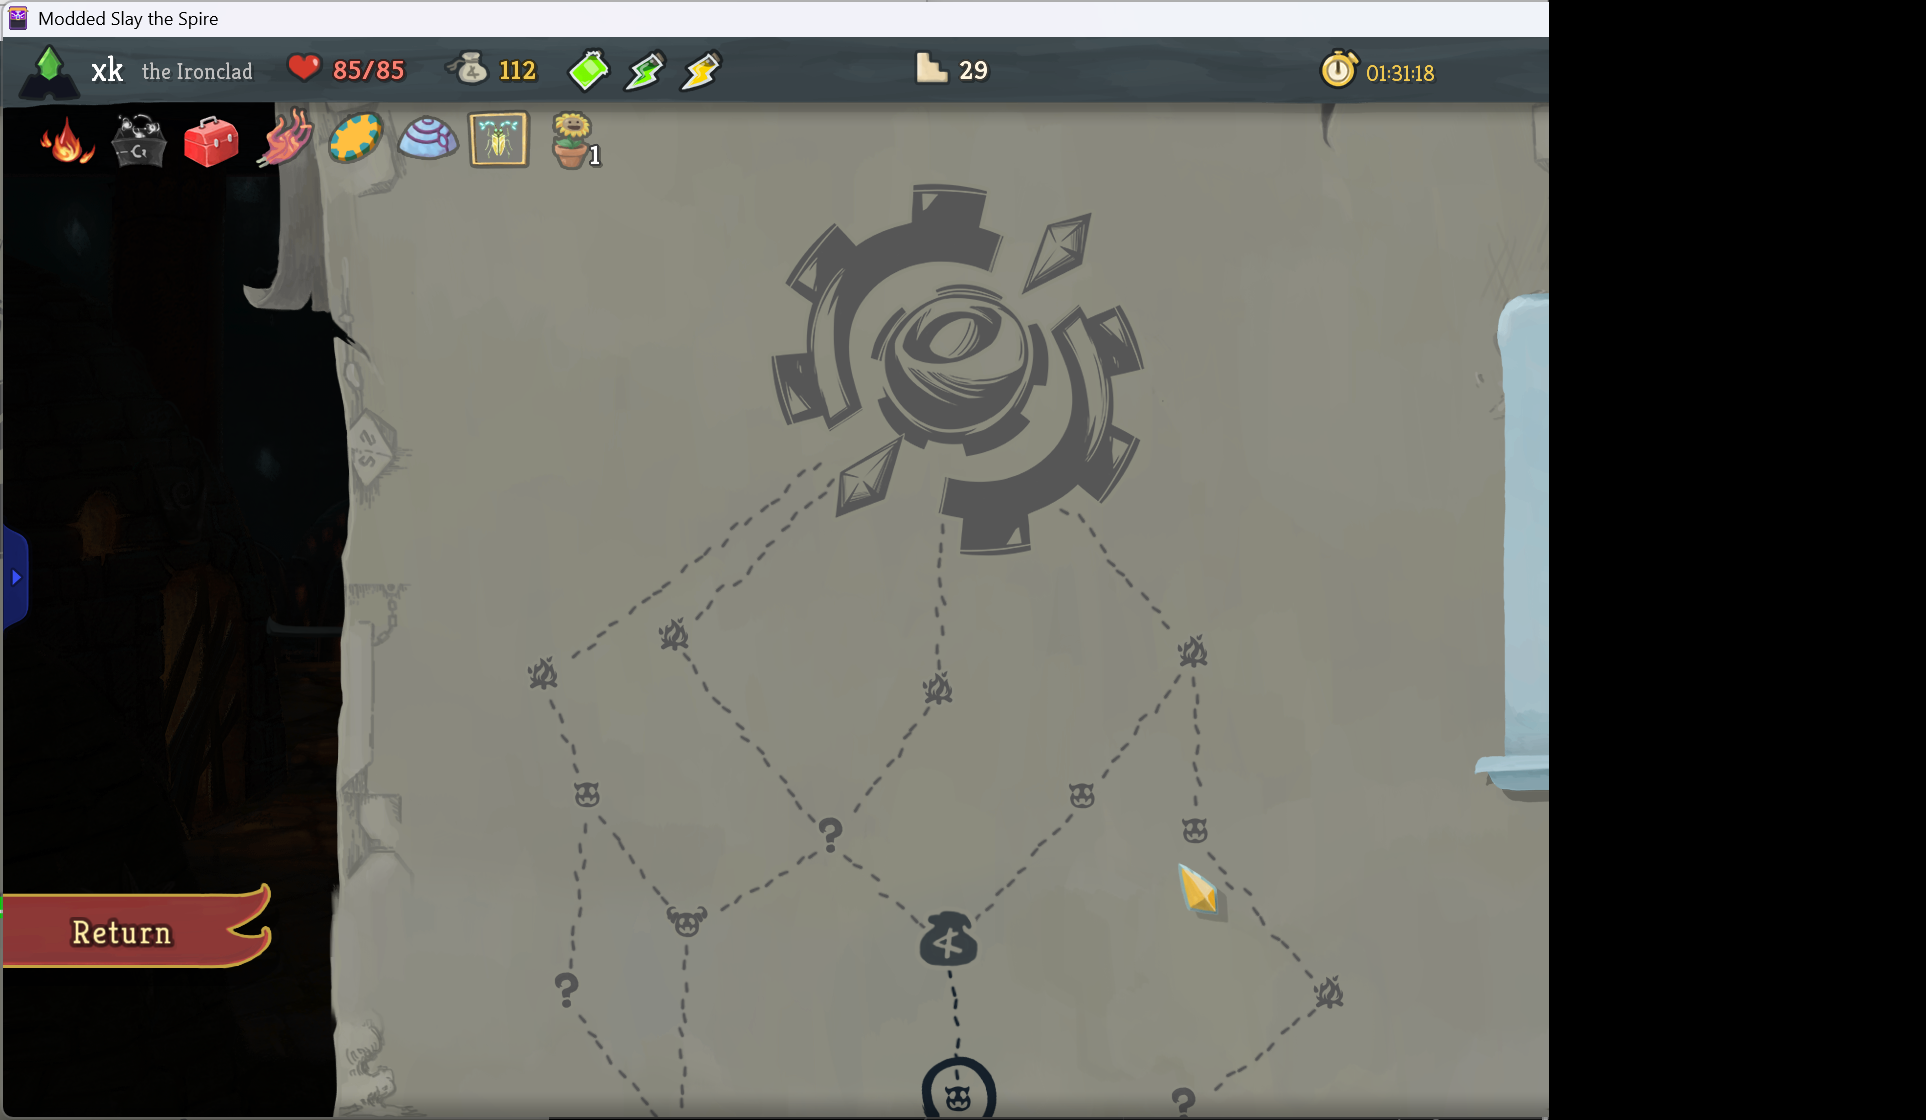 Modded Slay the Spire
xk the Ironclad 85/85 112 29 01:31:18
1
Return